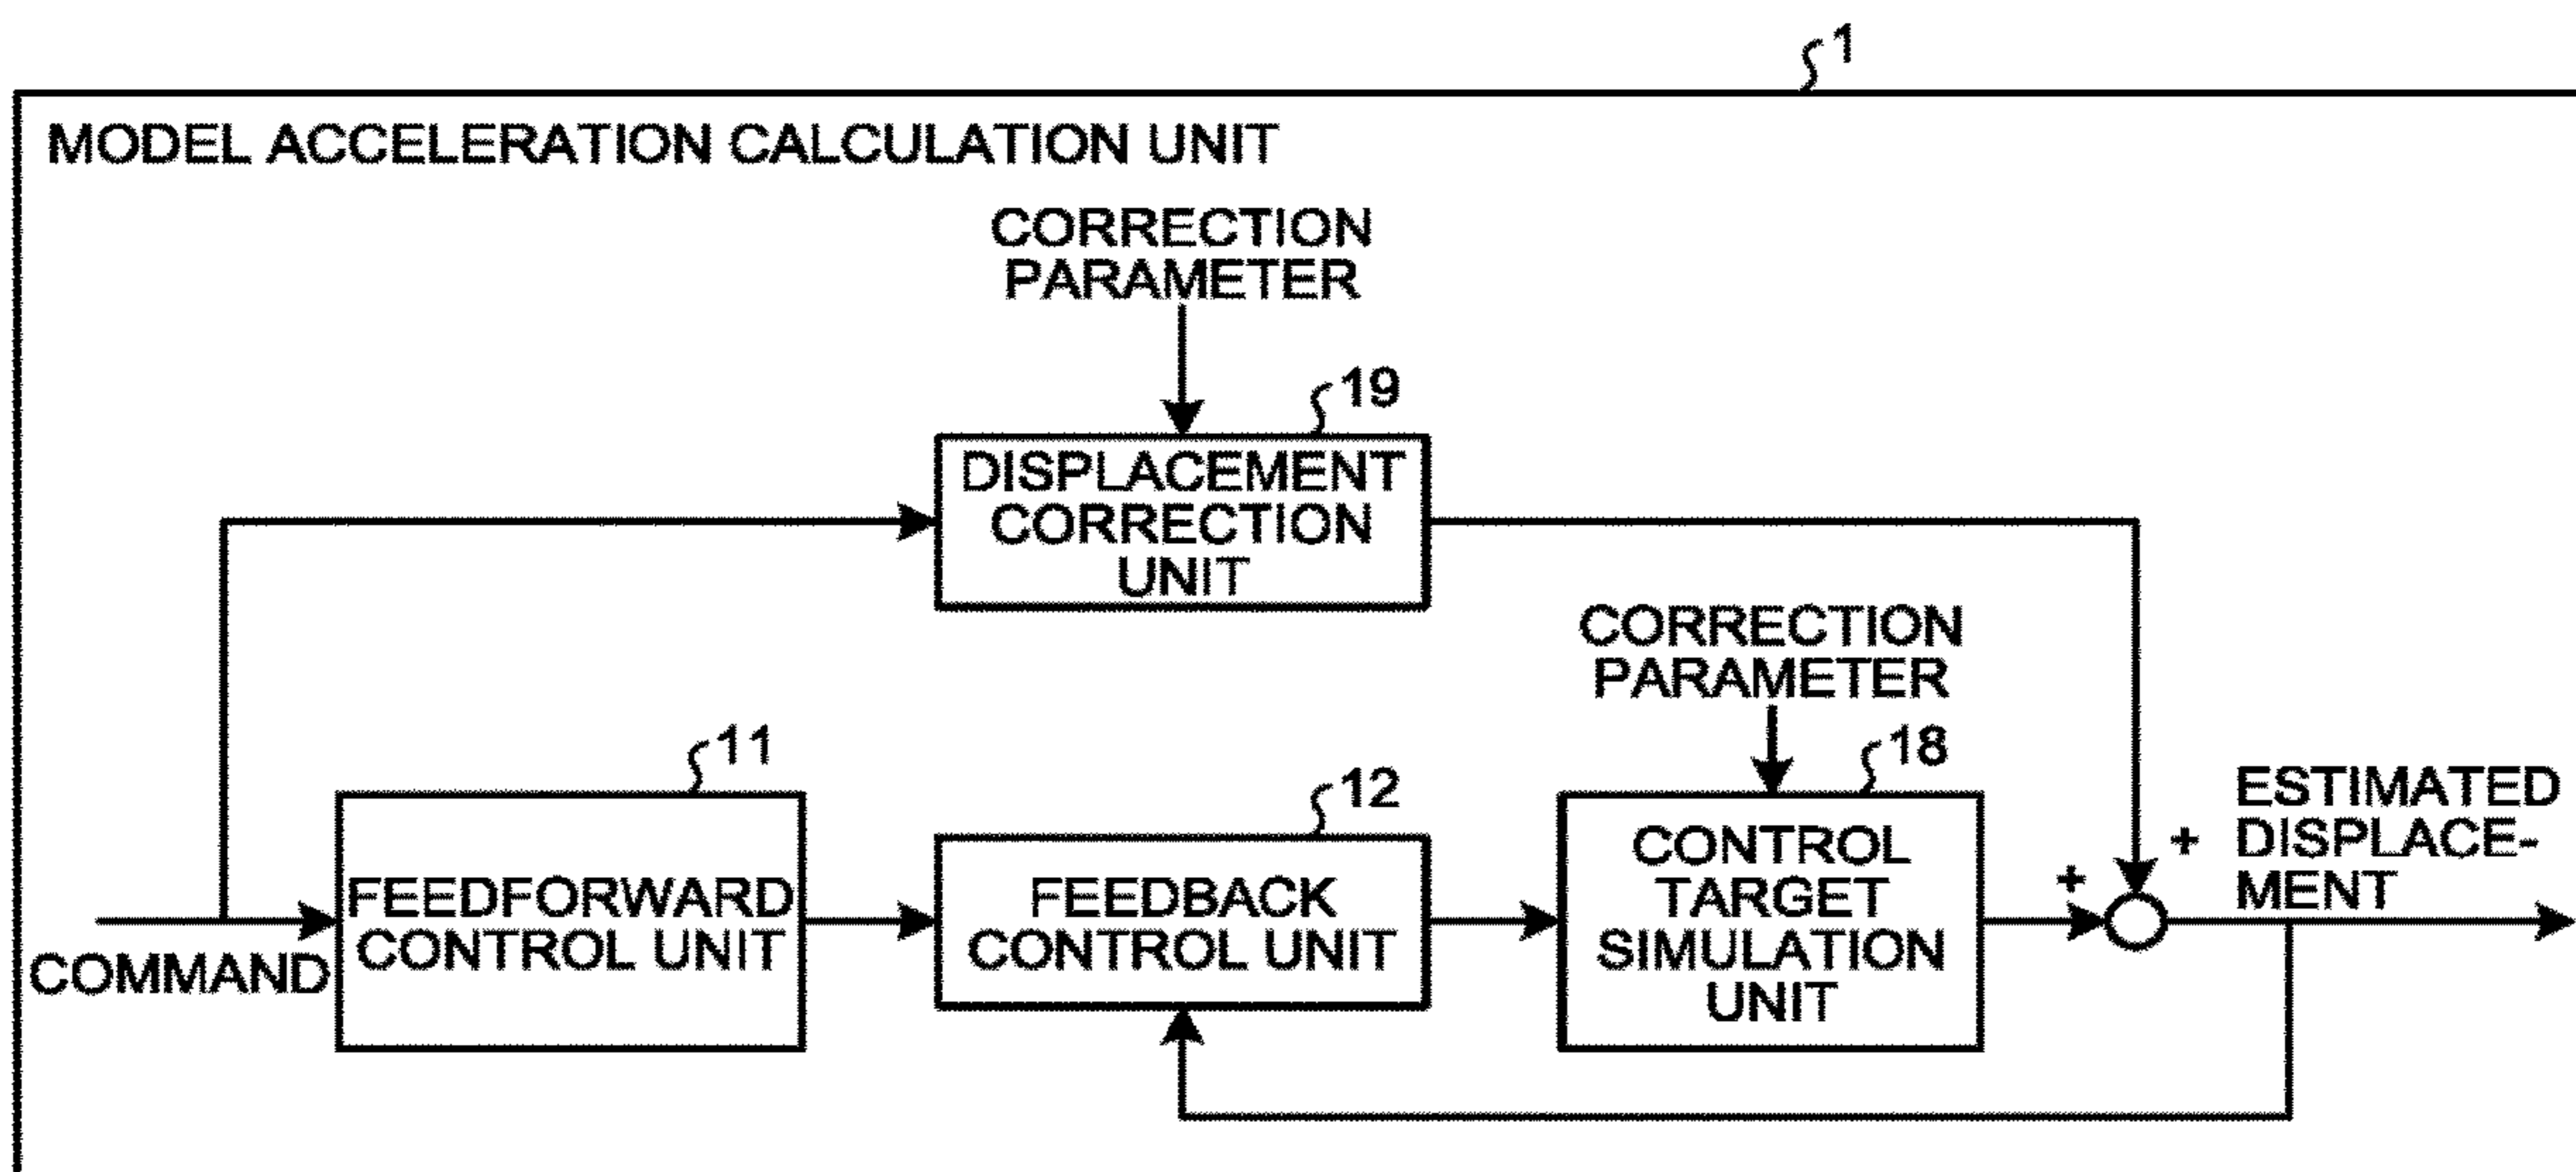 1
MODEL ACCELERATION CALCULATION UNIT
CORRECTION
PARAMETER
19
DISPLACEMENT
CORRECTION
UNIT
CORRECTION
PARAMETER
11
12
18
ESTIMATED
DISPLACE-
MENT
COMMAND
FEEDFORWARD
CONTROL UNIT
FEEDBACK
CONTROL UNIT
CONTROL
TARGET
SIMULATION
UNIT
+
+